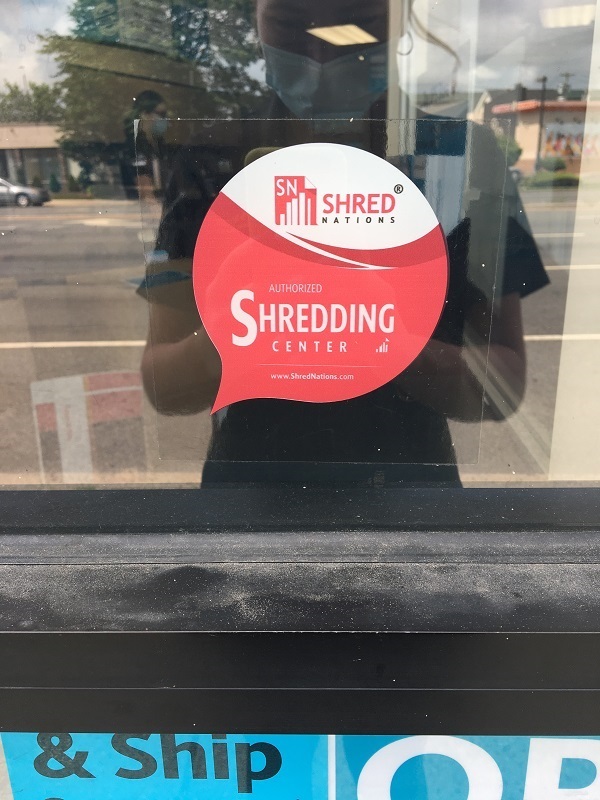 SN
SHRED®
NATIONS
AUTHORIZED
SHREDDING
CENTER
www.ShredNations.com
& Ship